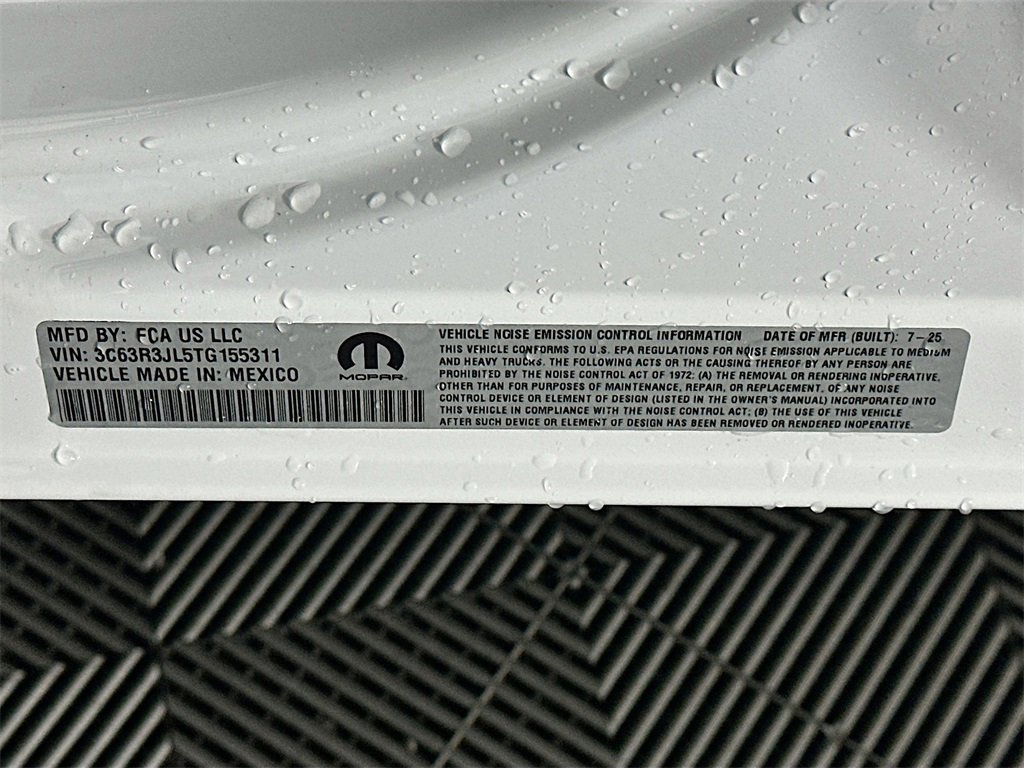 MFD BY: FCA US LLC
VIN: 3C63R3JL5TG155311
VEHICLE MADE IN: MEXICO
MOPAR
VEHICLE NOISE EMISSION CONTROL INFORMATION DATE OF MFR (BUILT): 7-25
THIS VEHICLE CONFORMS TO U.S. EPA REGULATIONS FOR NOISE EMISSION APPLICABLE TO MEDIUM
AND HEAVY TRUCKS. THE FOLLOWING ACTS OR THE CAUSING THEREOF BY ANY PERSON ARE
PROHIBITED BY THE NOISE CONTROL ACT OF 1972: (A) THE REMOVAL OR RENDERING INOPERATIVE,
OTHER THAN FOR PURPOSES OF MAINTENANCE, REPAIR, OR REPLACEMENT, OF ANY NOISE
CONTROL DEVICE OR ELEMENT OF DESIGN (LISTED IN THE OWNER'S MANUAL) INCORPORATED INTO
THIS VEHICLE IN COMPLIANCE WITH THE NOISE CONTROL ACT; (B) THE USE OF THIS VEHICLE
AFTER SUCH DEVICE OR ELEMENT OF DESIGN HAS BEEN REMOVED OR RENDERED INOPERATIVE.